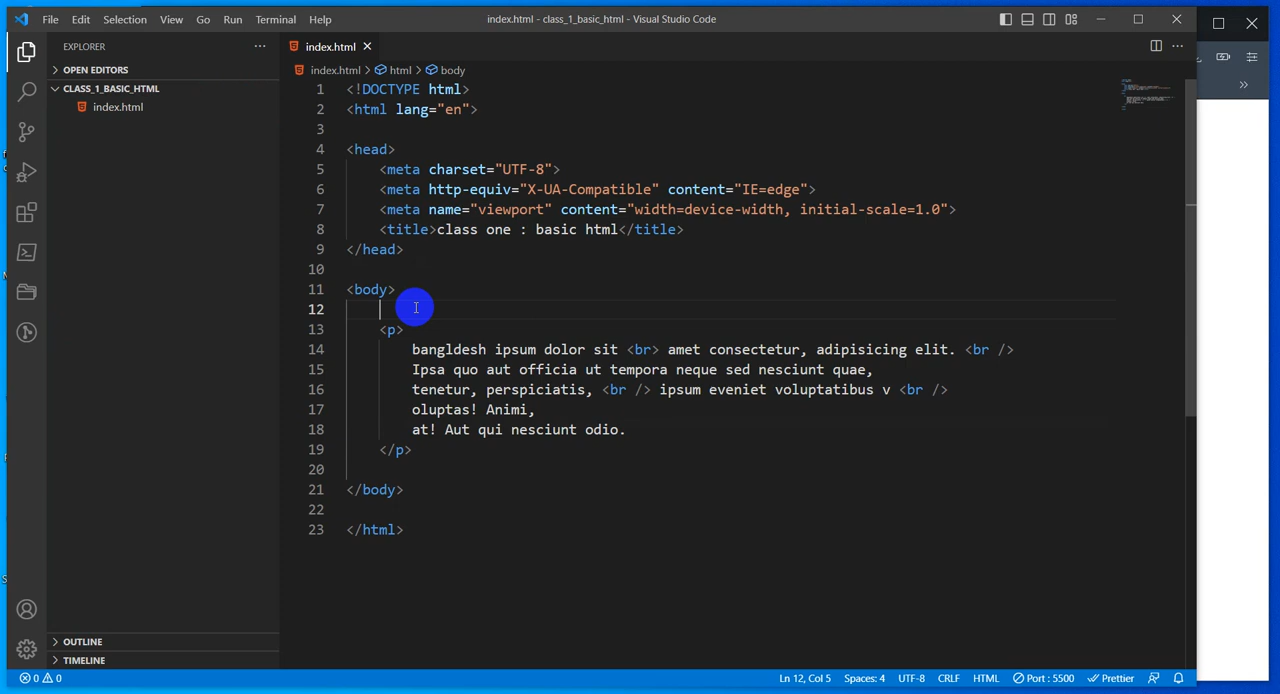 File Edit Selection View Go Run Terminal Help
index.html - class_1_basic_html - Visual Studio Code
EXPLORER
OPEN EDITORS
CLASS_1_BASIC_HTML
index.html
OUTLINE
TIMELINE
index.html
index.html > html > body
1 <!DOCTYPE html>
2 <html lang="en">
3
4 <head>
5 <meta charset="UTF-8">
6 <meta http-equiv="X-UA-Compatible" content="IE=edge">
7 <meta name="viewport" content="width=device-width, initial-scale=1.0">
8 <title>class one : basic html</title>
9 </head>
10
11 <body>
12
13 <p>
14 bangldesh ipsum dolor sit <br> amet consectetur, adipisicing elit. <br />
15 Ipsa quo aut officia ut tempora neque sed nesciunt quae,
16 tenetur, perspiciatis, <br /> ipsum eveniet voluptatibus v <br />
17 oluptas! Animi,
18 at! Aut qui nesciunt odio.
19 </p>
20
21 </body>
22
23 </html>
0 0 Ln 12, Col 5 Spaces: 4 UTF-8 CRLF HTML Port : 5500 Prettier